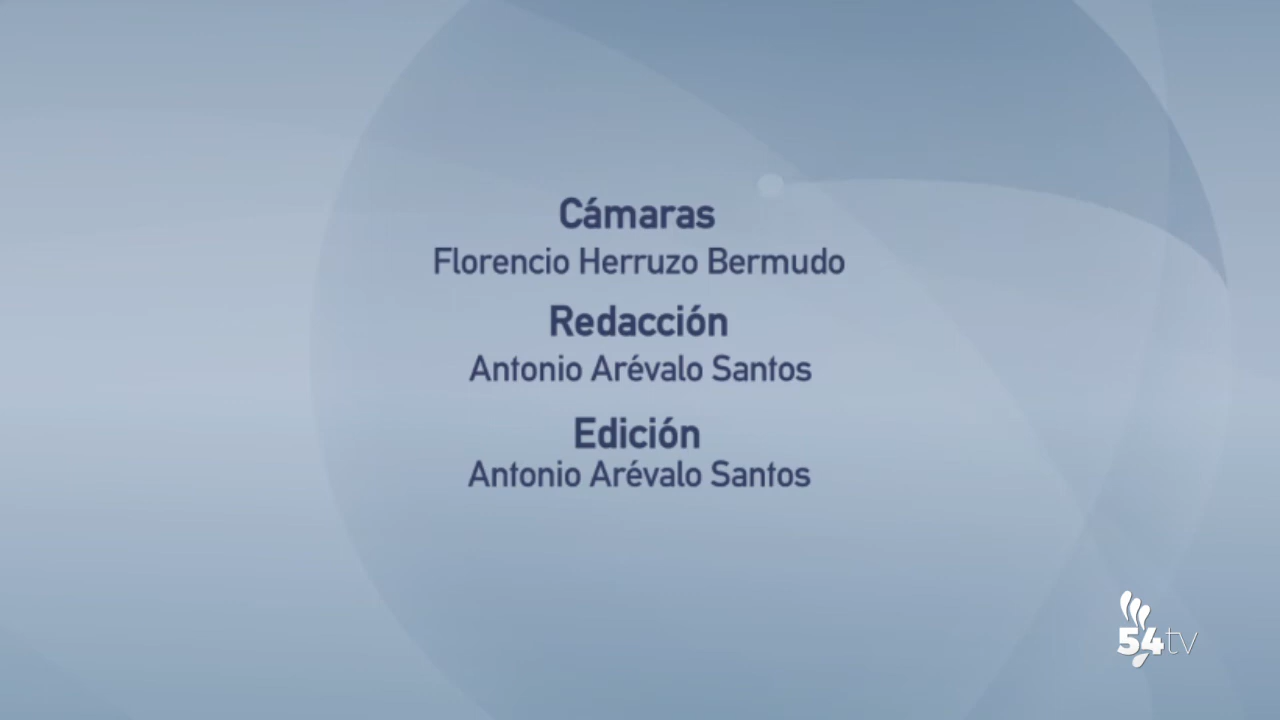 Cámaras
Florencio Herruzo Bermudo
Redacción
Antonio Arévalo Santos
Edición
Antonio Arévalo Santos
54tv